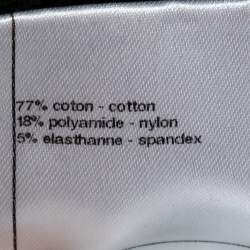 77% coton - cotton
18% polyamide - nylon
5% elasthanne - spandex